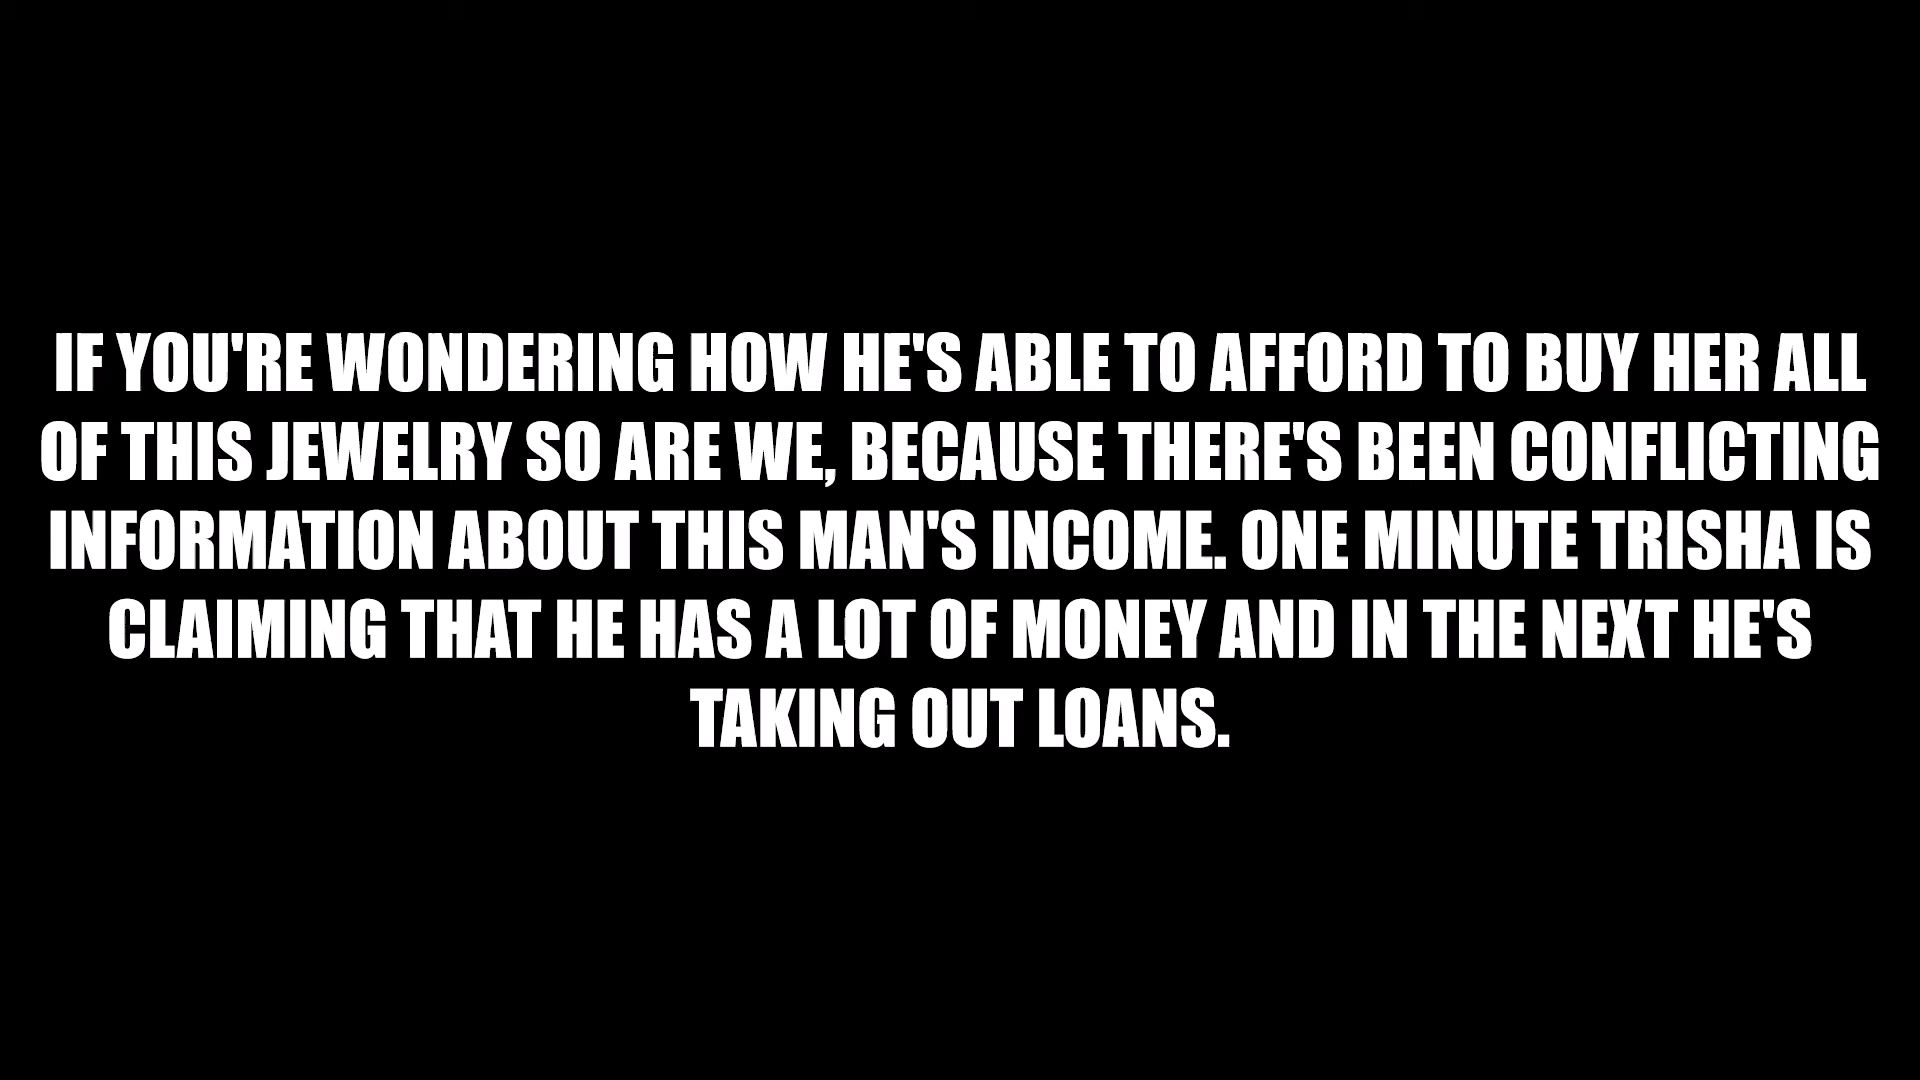 IF YOU'RE WONDERING HOW HE'S ABLE TO AFFORD TO BUY HER ALL
OF THIS JEWELRY SO ARE WE, BECAUSE THERE'S BEEN CONFLICTING
INFORMATION ABOUT THIS MAN'S INCOME. ONE MINUTE TRISHA IS
CLAIMING THAT HE HAS A LOT OF MONEY AND IN THE NEXT HE'S
TAKING OUT LOANS.